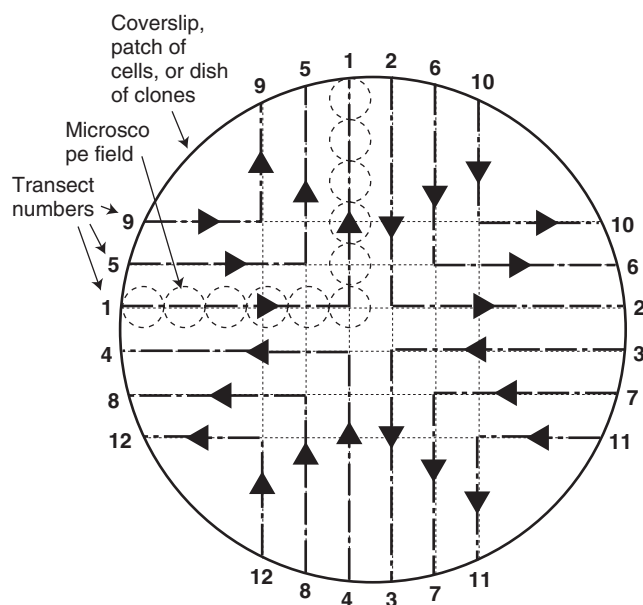 Coverslip,
patch of
cells, or dish
of clones
Microsco
pe field
Transect
numbers
9 5 1 2 6 10
9 10
5 6
1 2
4 3
8 7
12 11
12 8 4 3 7 11